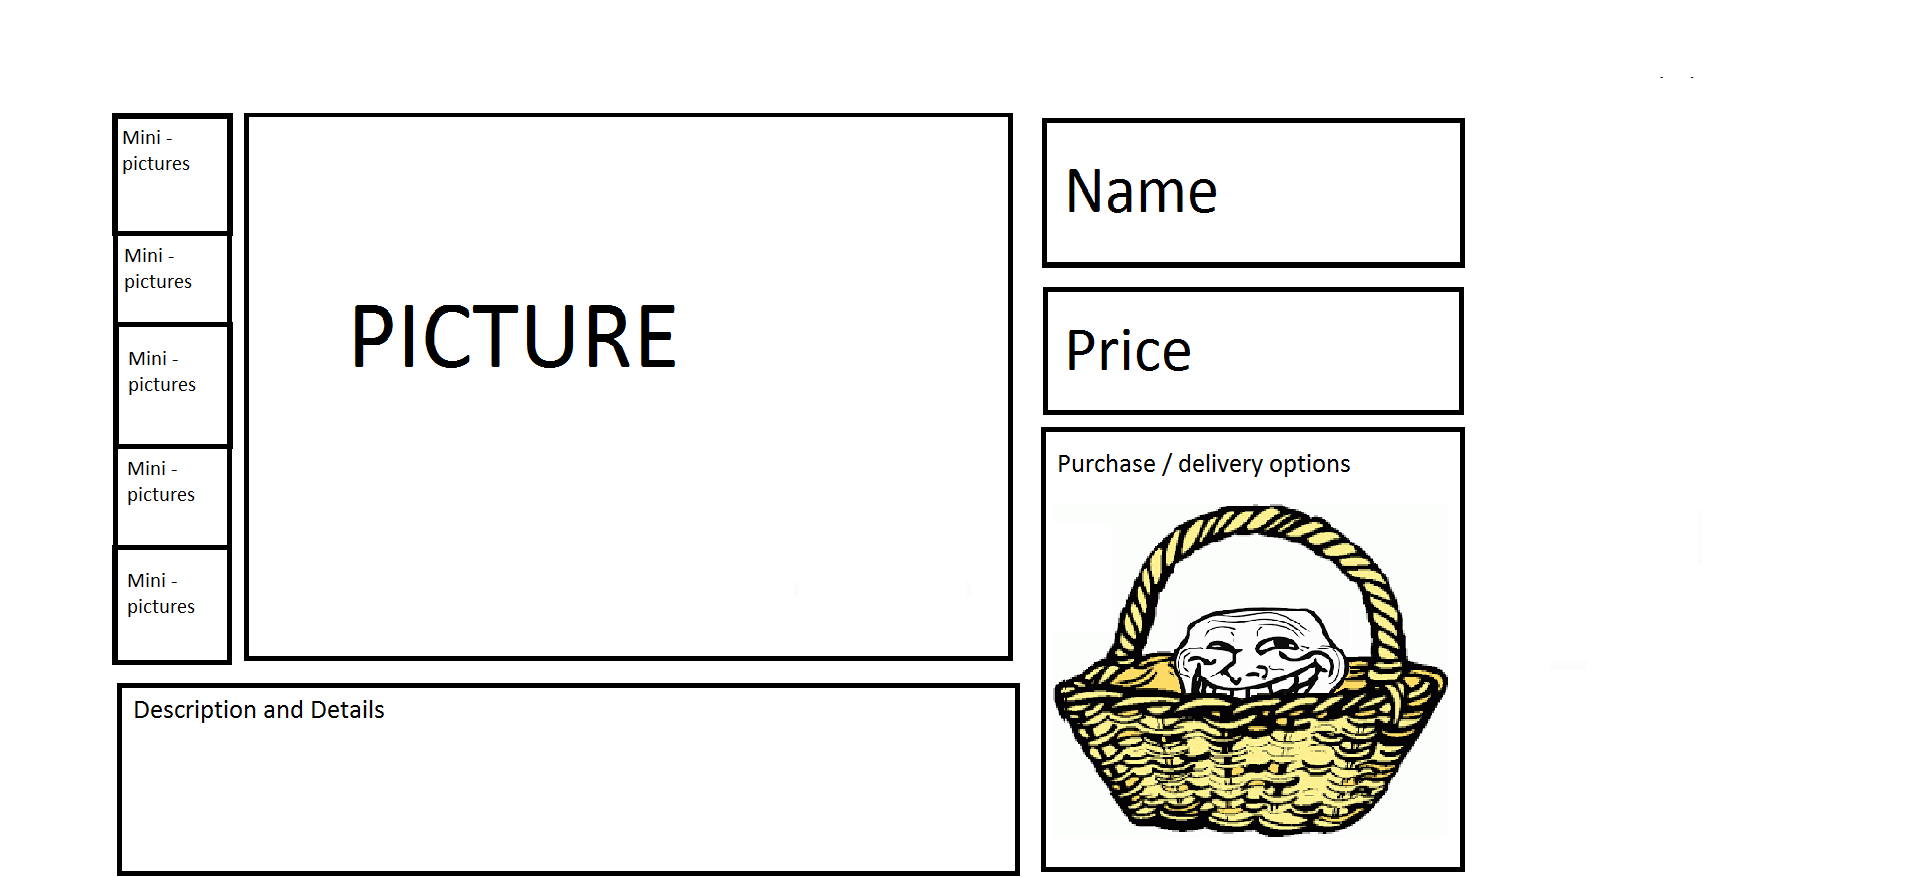 Mini -
pictures
Mini -
pictures
Mini -
pictures
Mini -
pictures
Mini -
pictures
PICTURE
Name
Price
Purchase / delivery options
Description and Details